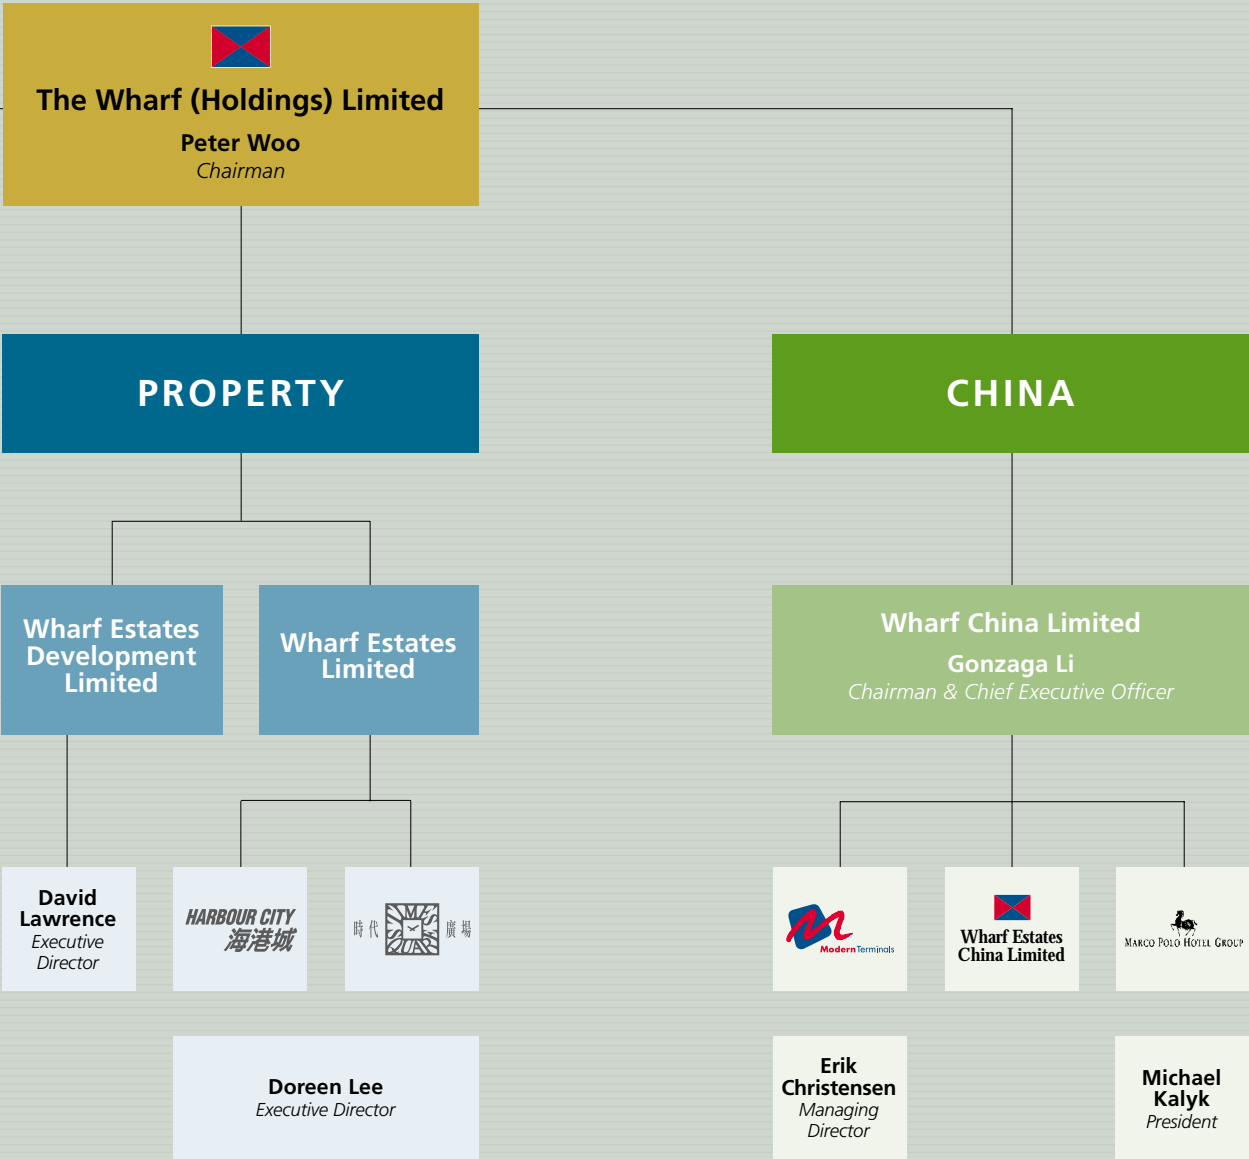 The Wharf (Holdings) Limited
Peter Woo
Chairman
PROPERTY
CHINA
Wharf Estates
Development
Limited
Wharf Estates
Limited
Wharf China Limited
Gonzaga Li
Chairman & Chief Executive Officer
David
Lawrence
Executive
Director
HARBOUR CITY
海港城
時代 TIMES SQUARE 廣場
Modern Terminals
Wharf Estates
China Limited
MARCO POLO HOTEL GROUP
Doreen Lee
Executive Director
Erik
Christensen
Managing
Director
Michael
Kalyk
President